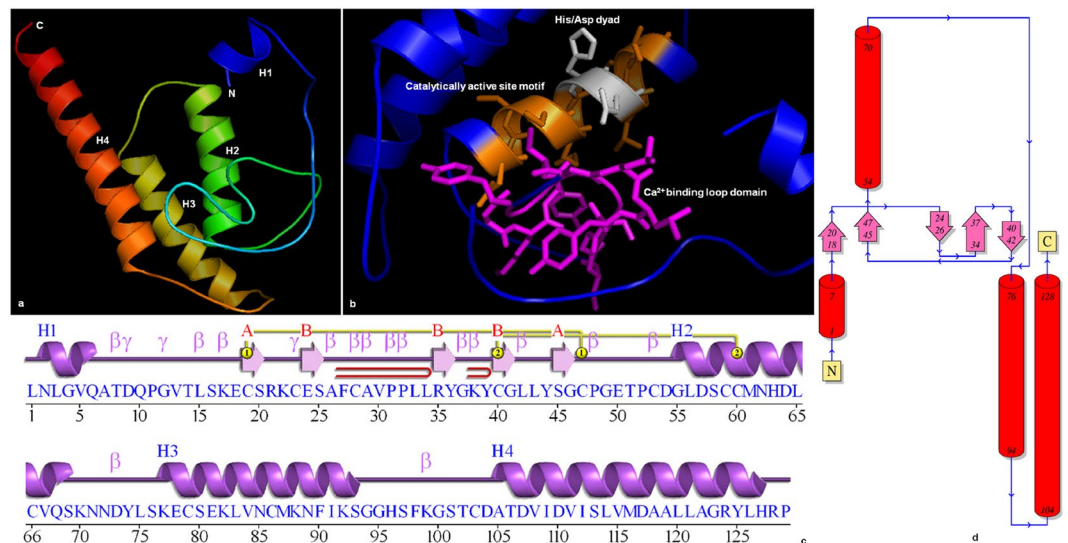 C
N
H1
H4
H2
H3
a
His/Asp dyad
Catalytically active site motif
Ca²⁺ binding loop domain
b
H1 A B B B A H2
βγ γ β β γ β ββ ββ ββ β β β
1 2 1 2
LNLGVQATDQPGVTLSKECSRKCESAFCAVPPLLRYGKYCGLLYSGCPGETPCDGLDSCCMNHDL
1 5 10 15 20 25 30 35 40 45 50 55 60 65
H3 H4
β β
CVQSKNNDYLSKECSEKLVNCMKNFIKSGGHSFKGSTCDATDVIDVISLVMDAALLAGRYLHRP
66 70 75 80 85 90 95 100 105 110 115 120 125
c
70
54
20
18
47
45
24
26
37
34
40
42
C
7
1
N
76
94
128
104
d